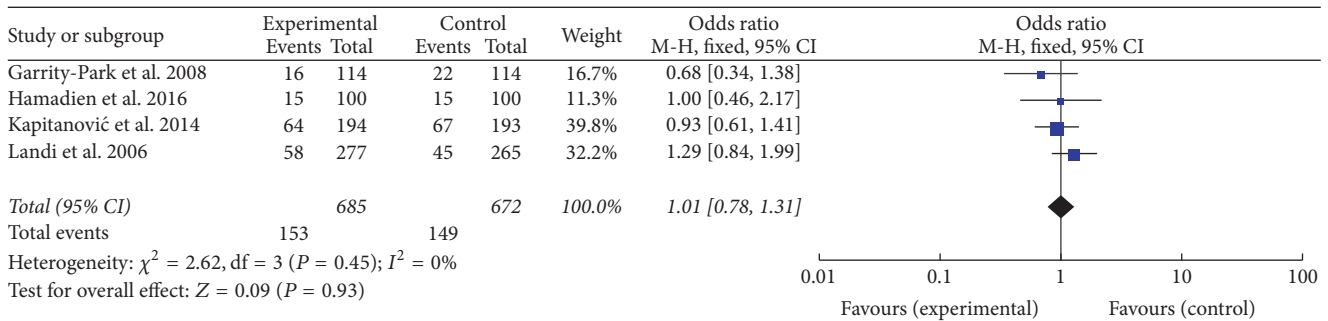 Study or subgroup Experimental Control Weight Odds ratio Odds ratio
Events Total Events Total M-H, fixed, 95% CI M-H, fixed, 95% CI
Garrity-Park et al. 2008 16 114 22 114 16.7% 0.68 [0.34, 1.38]
Hamadien et al. 2016 15 100 15 100 11.3% 1.00 [0.46, 2.17]
Kapitanović et al. 2014 64 194 67 193 39.8% 0.93 [0.61, 1.41]
Landi et al. 2006 58 277 45 265 32.2% 1.29 [0.84, 1.99]
Total (95% CI) 685 672 100.0% 1.01 [0.78, 1.31]
Total events 153 149
Heterogeneity: χ² = 2.62, df = 3 (P = 0.45); I² = 0%
Test for overall effect: Z = 0.09 (P = 0.93)
0.01 0.1 1 10 100
Favours (experimental) Favours (control)